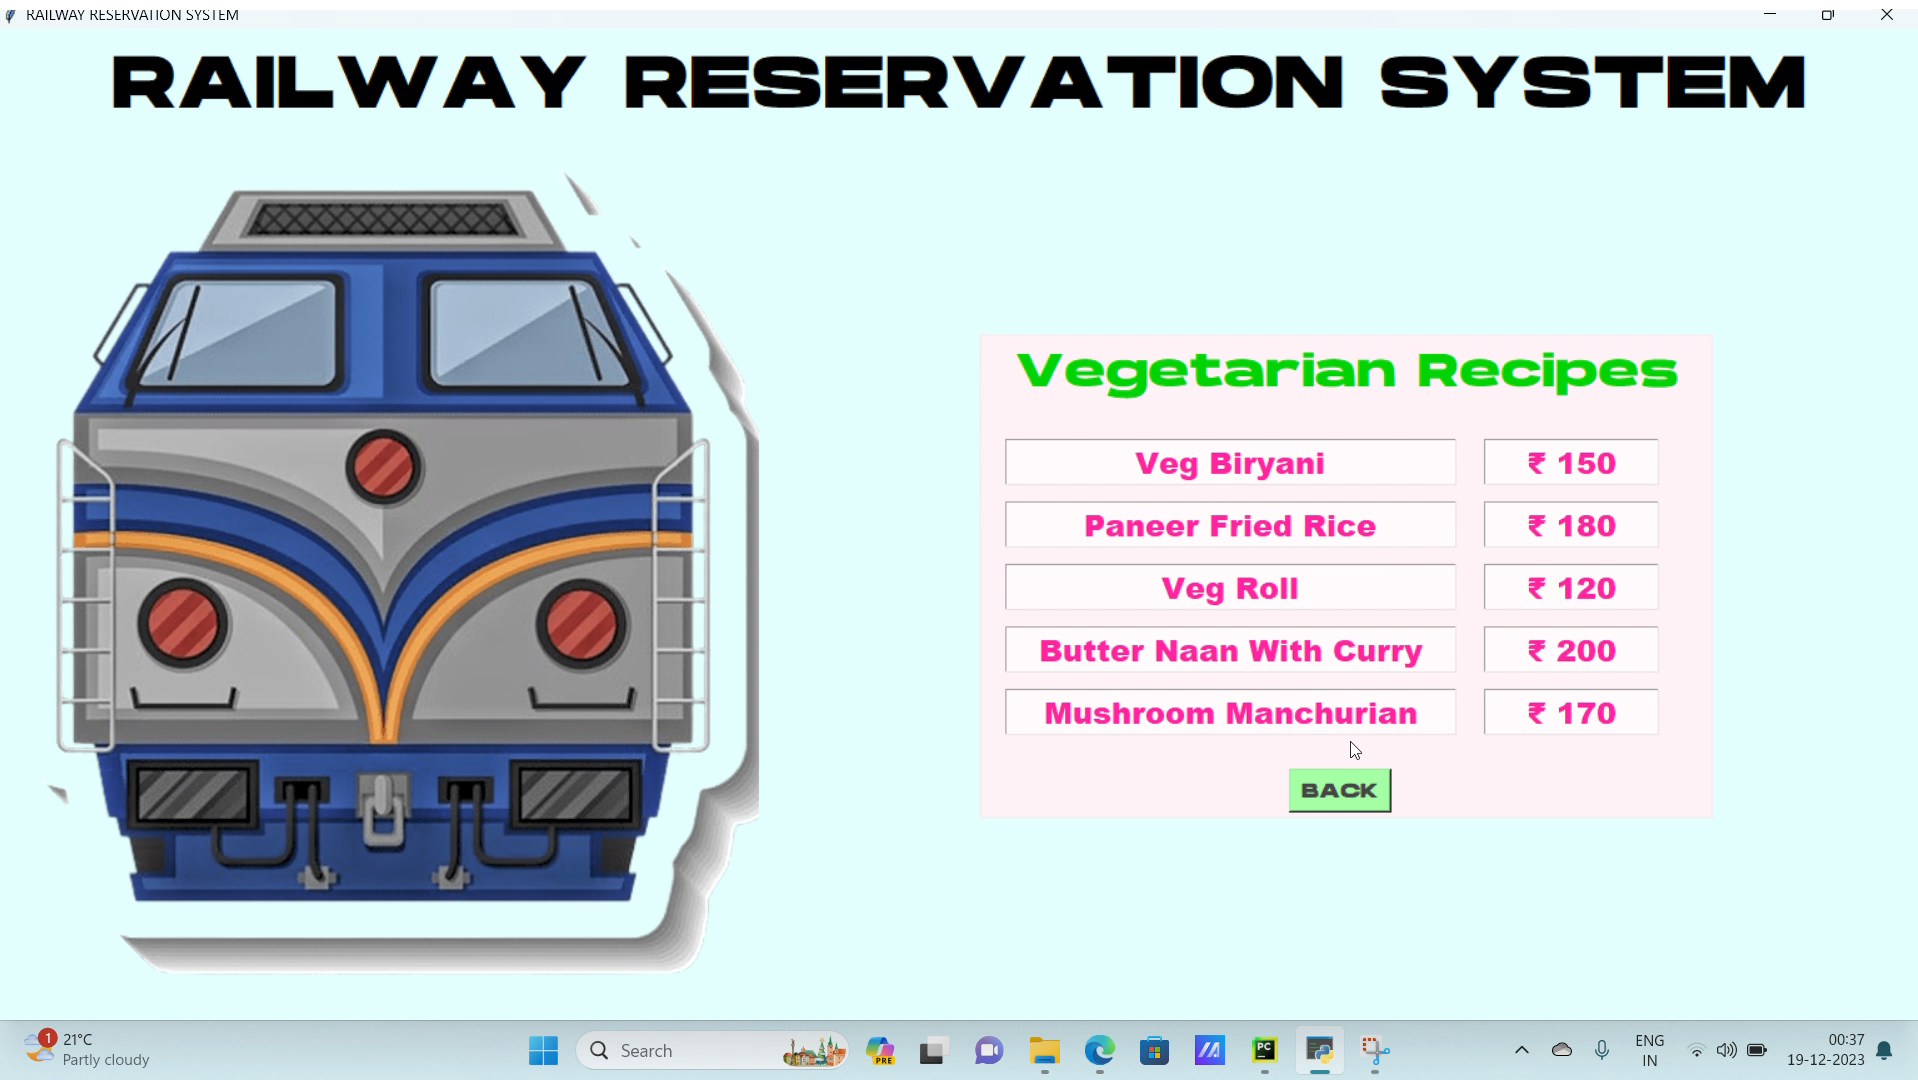 RAILWAY RESERVATION SYSTEM
RAILWAY RESERVATION SYSTEM
Vegetarian Recipes
Veg Biryani ₹ 150
Paneer Fried Rice ₹ 180
Veg Roll ₹ 120
Butter Naan With Curry ₹ 200
Mushroom Manchurian ₹ 170
BACK
1
21°C
Partly cloudy
Search
PRE
PC
ENG
IN
00:37
19-12-2023